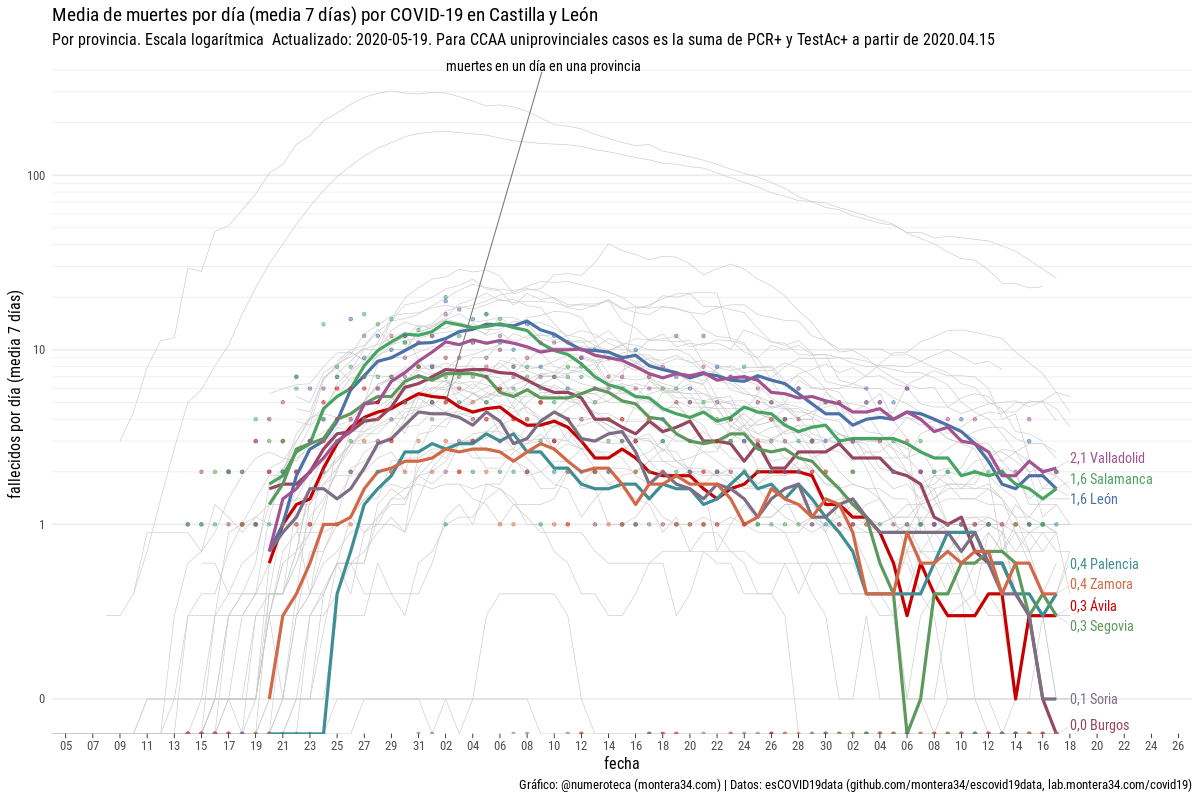 Media de muertes por día (media 7 días) por COVID-19 en Castilla y León
Por provincia. Escala logarítmica  Actualizado: 2020-05-19. Para CCAA uniprovinciales casos es la suma de PCR+ y TestAc+ a partir de 2020.04.15
muertes en un día en una provincia
fallecidos por día (media  7 días)
100
10
1
0
2,1 Valladolid
1,6 Salamanca
1,6 León
0,4 Palencia
0,4 Zamora
0,3 Ávila
0,3 Segovia
0,1 Soria
0,0 Burgos
05 07 09 11 13 15 17 19 21 23 25 27 29 31 02 04 06 08 10 12 14 16 18 20 22 24 26 28 30 02 04 06 08 10 12 14 16 18 20 22 24 26
fecha
Gráfico: @numeroteca (montera34.com) | Datos: esCOVID19data (github.com/montera34/escovid19data, lab.montera34.com/covid19)